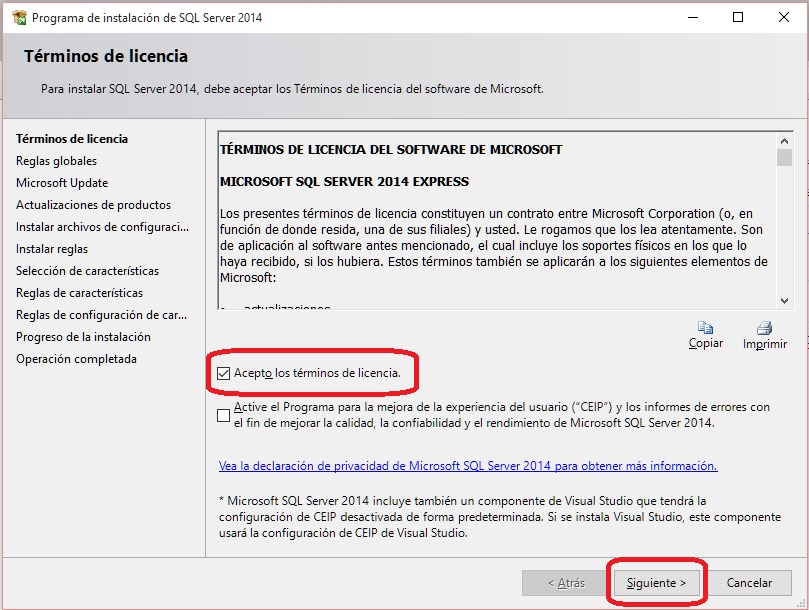 Programa de instalación de SQL Server 2014
Términos de licencia
Para instalar SQL Server 2014, debe aceptar los Términos de licencia del software de Microsoft.
Términos de licencia
Reglas globales
Microsoft Update
Actualizaciones de productos
Instalar archivos de configuraci...
Instalar reglas
Selección de características
Reglas de características
Reglas de configuración de car...
Progreso de la instalación
Operación completada
TÉRMINOS DE LICENCIA DEL SOFTWARE DE MICROSOFT
MICROSOFT SQL SERVER 2014 EXPRESS
Los presentes términos de licencia constituyen un contrato entre Microsoft Corporation (o, en
función de donde resida, una de sus filiales) y usted. Le rogamos que los lea atentamente. Son
de aplicación al software antes mencionado, el cual incluye los soportes físicos en los que lo
haya recibido, si los hubiera. Estos términos también se aplicarán a los siguientes elementos de
Microsoft:
• actualizaciones
Copiar
Imprimir
Acepto los términos de licencia.
Active el Programa para la mejora de la experiencia del usuario ("CEIP") y los informes de errores con
el fin de mejorar la calidad, la confiabilidad y el rendimiento de Microsoft SQL Server 2014.
Vea la declaración de privacidad de Microsoft SQL Server 2014 para obtener más información.
* Microsoft SQL Server 2014 incluye también un componente de Visual Studio que tendrá la
configuración de CEIP desactivada de forma predeterminada. Si se instala Visual Studio, este componente
usará la configuración de CEIP de Visual Studio.
< Atrás
Siguiente >
Cancelar